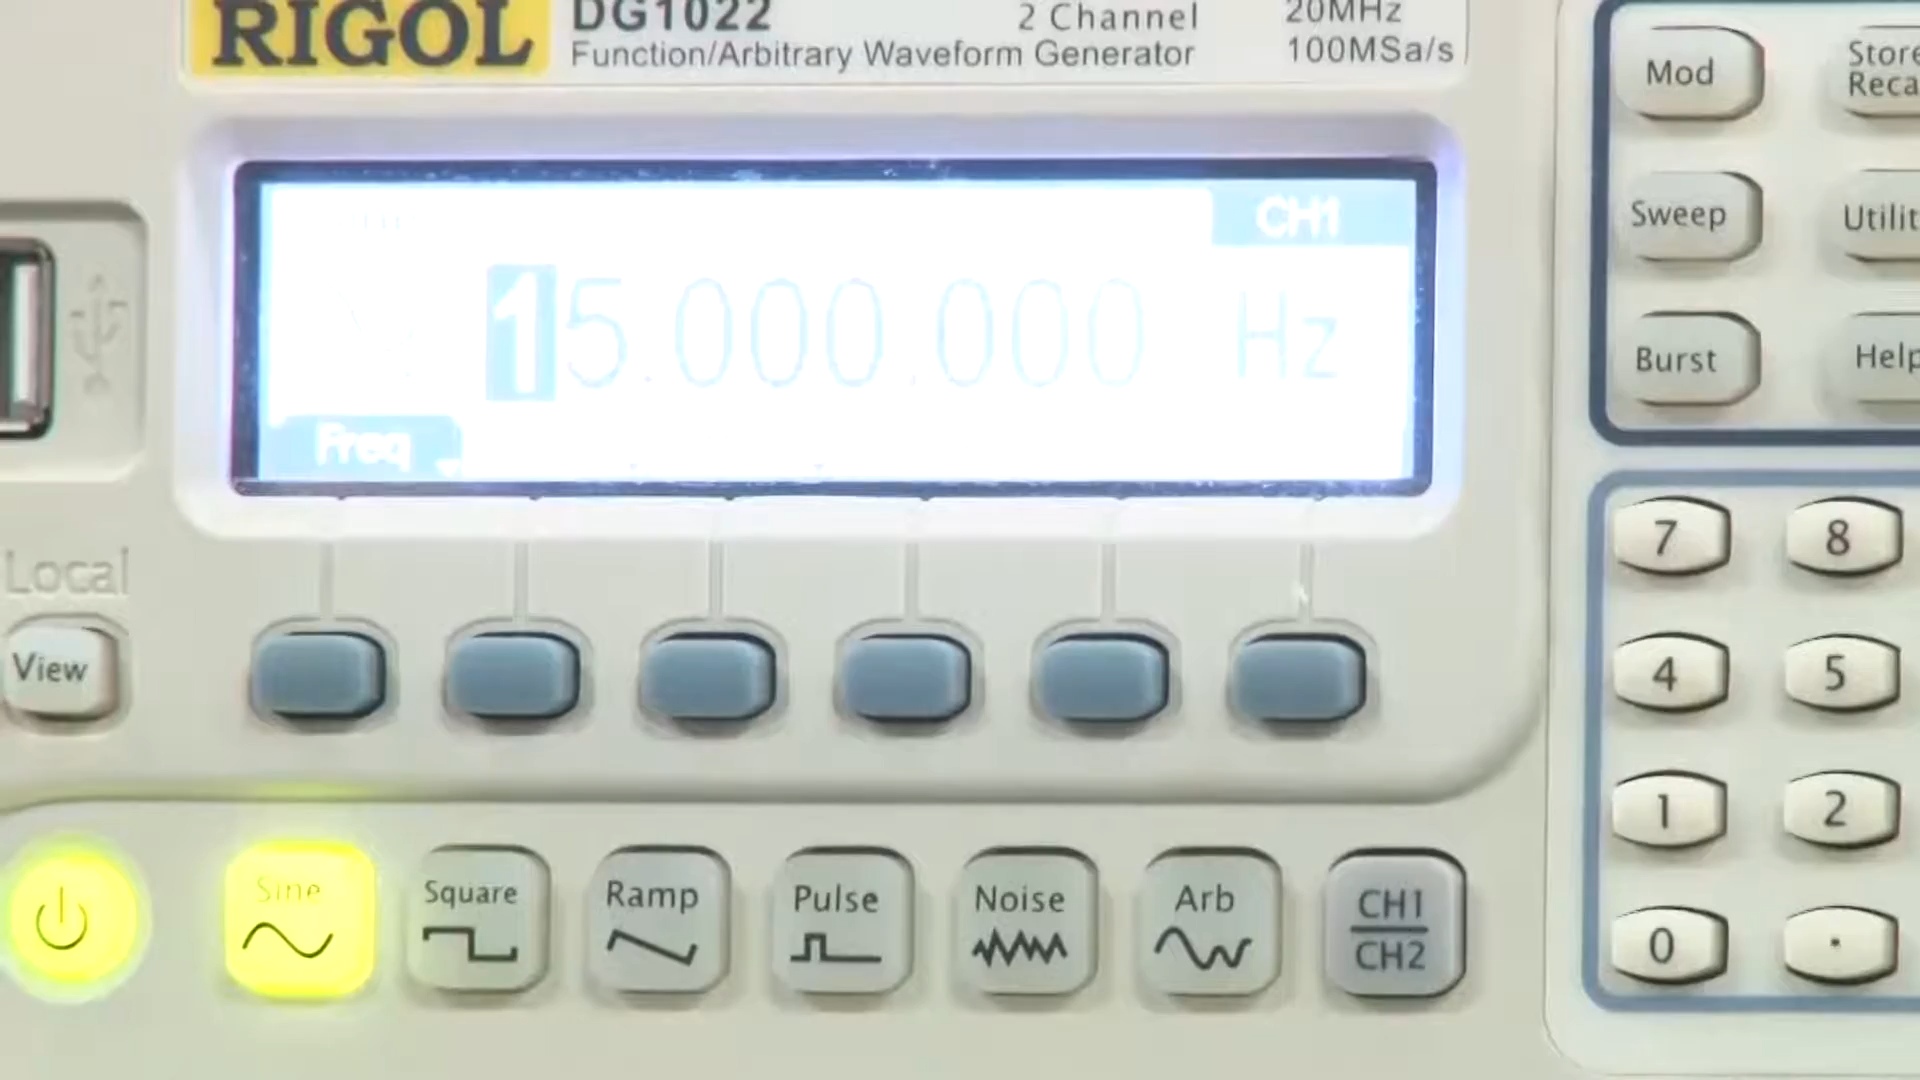 RIGOL
DG1022
2 Channel
20MHz
Function/Arbitrary Waveform Generator
100MSa/s
CH1
15.000,000 Hz
Freq
Local
View
Mod
Store
Reca
Sweep
Utilit
Burst
Help
7
8
4
5
1
2
0
.
Sine
Square
Ramp
Pulse
Noise
Arb
CH1
CH2